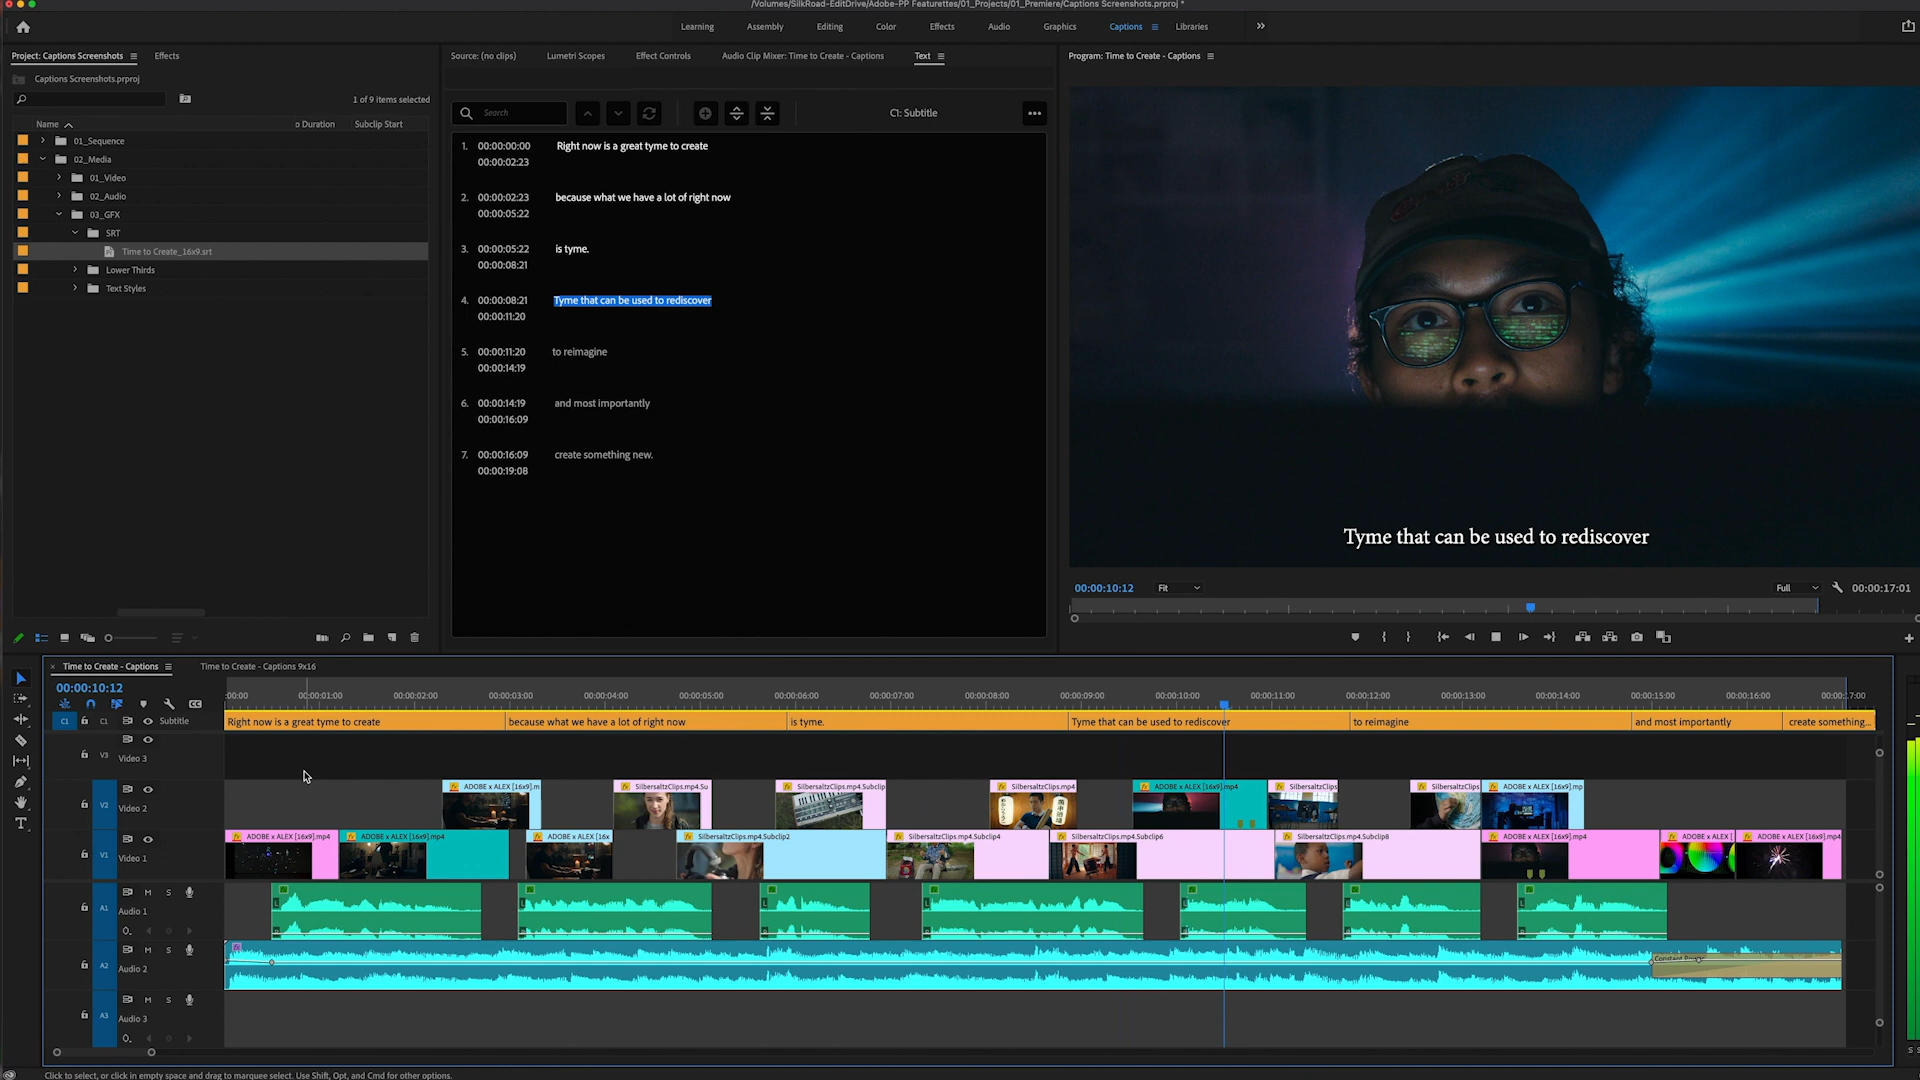 /Volumes/SilkRoad-EditDrive/Adobe-PP Featurettes/01_Projects/01_Premiere/Captions Screenshots.prproj *
Learning
Assembly
Editing
Color
Effects
Audio
Graphics
Captions
Libraries
Project: Captions Screenshots
Effects
Captions Screenshots.prproj
1 of 9 items selected
Name
o Duration
Subclip Start
01_Sequence
02_Media
01_Video
02_Audio
03_GFX
SRT
Time to Create_16x9.srt
Lower Thirds
Text Styles
Source: (no clips)
Lumetri Scopes
Effect Controls
Audio Clip Mixer: Time to Create - Captions
Text
Search
C1: Subtitle
1. 00:00:00:00 Right now is a great tyme to create
00:00:02:23
2. 00:00:02:23 because what we have a lot of right now
00:00:05:22
3. 00:00:05:22 is tyme.
00:00:08:21
4. 00:00:08:21 Tyme that can be used to rediscover
00:00:11:20
5. 00:00:11:20 to reimagine
00:00:14:19
6. 00:00:14:19 and most importantly
00:00:16:09
7. 00:00:16:09 create something new.
00:00:19:08
Program: Time to Create - Captions
Tyme that can be used to rediscover
00:00:10:12
Fit
Full
00:00:17:01
Time to Create - Captions
Time to Create - Captions 9x16
00:00:10:12
:00:00
00:00:01:00
00:00:02:00
00:00:03:00
00:00:04:00
00:00:05:00
00:00:06:00
00:00:07:00
00:00:08:00
00:00:09:00
00:00:10:00
00:00:11:00
00:00:12:00
00:00:13:00
00:00:14:00
00:00:15:00
00:00:16:00
00:00:17:00
C1 C1 Subtitle
Right now is a great tyme to create
because what we have a lot of right now
is tyme.
Tyme that can be used to rediscover
to reimagine
and most importantly
create something...
V3 Video 3
V2 Video 2
ADOBE x ALEX [16x9].m
SilbersaltzClips.mp4.Su
SilbersaltzClips.mp4.Subclip
SilbersaltzClips.mp4
ADOBE x ALEX [16x9].mp4
SilbersaltzClips
SilbersaltzClips.
ADOBE x ALEX [16x9].mp
V1 Video 1
ADOBE x ALEX [16x9].mp4
ADOBE x ALEX [16x9].mp4
ADOBE x ALEX [16x
SilbersaltzClips.mp4.Subclip2
SilbersaltzClips.mp4.Subclip4
SilbersaltzClips.mp4.Subclip6
SilbersaltzClips.mp4.Subclip8
ADOBE x ALEX [16x9].mp4
ADOBE x ALEX [
ADOBE x ALEX [16x9].mp4
M S
A1 Audio 1
M S
A2 Audio 2
M S
A3 Audio 3
Click to select, or click in empty space and drag to marquee select. Use Shift, Opt, and Cmd for other options.